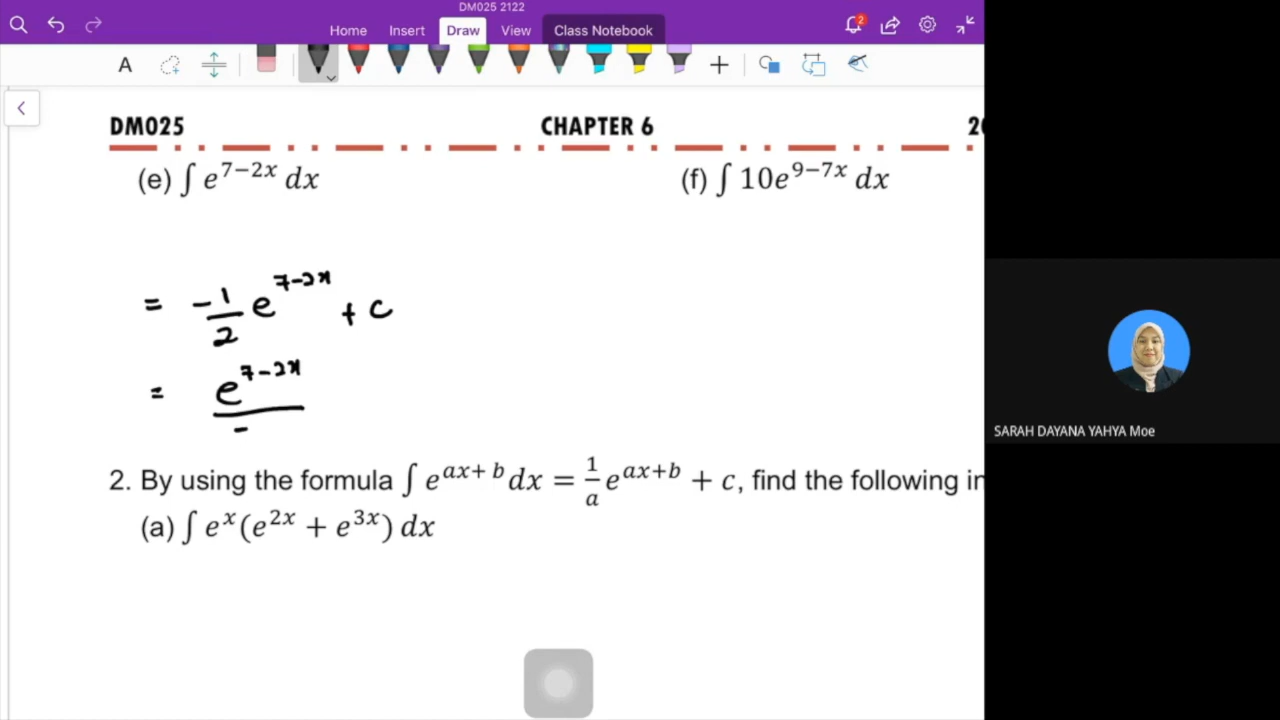 DM025 2122
Home Insert Draw View Class Notebook
2
A
DM025 CHAPTER 6 20
(e) ∫ e^{7−2x} dx (f) ∫ 10e^{9−7x} dx
= −1/2 e^{7−2x} + c
= e^{7−2x}
−
2. By using the formula ∫ e^{ax+ b} dx = 1/a e^{ax+b} + c, find the following in
(a) ∫ e^x(e^{2x} + e^{3x}) dx
SARAH DAYANA YAHYA Moe